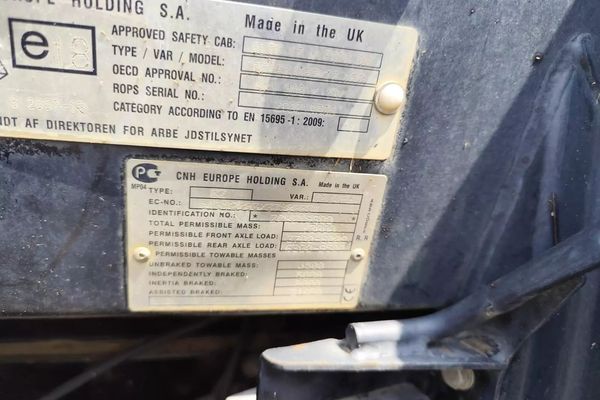 EUROPE HOLDING S.A. Made in the UK
APPROVED SAFETY CAB:
TYPE / VAR / MODEL:
OECD APPROVAL NO.:
ROPS SERIAL NO.:
CATEGORY ACCORDING TO EN 15695-1:2009:
NDT AF DIREKTOREN FOR ARBE JDSTILSYNET
CNH EUROPE HOLDING S.A. Made in the UK
MP04
TYPE: VAR.:
EC-NO.:
IDENTIFICATION NO.: * *
TOTAL PERMISSIBLE MASS:
PERMISSIBLE FRONT AXLE LOAD:
PERMISSIBLE REAR AXLE LOAD:
PERMISSIBLE TOWABLE MASSES
UNBRAKED TOWABLE MASS:
INDEPENDENTLY BRAKED:
INERTIA BRAKED:
ASSISTED BRAKED:
CE